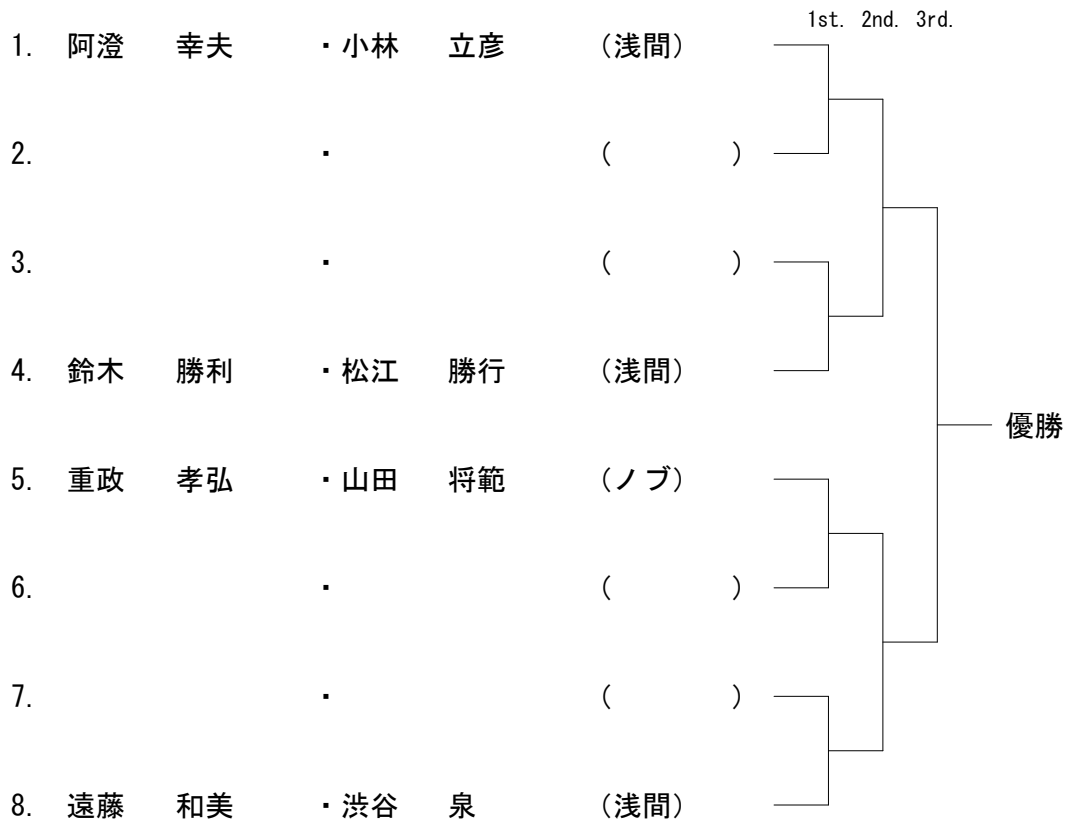 1st. 2nd. 3rd.
1. 阿澄 幸夫 ・小林 立彦 (浅間)
2. ・ ( )
3. ・ ( )
4. 鈴木 勝利 ・松江 勝行 (浅間)
優勝
5. 重政 孝弘 ・山田 将範 (ノブ)
6. ・ ( )
7. ・ ( )
8. 遠藤 和美 ・渋谷 泉 (浅間)